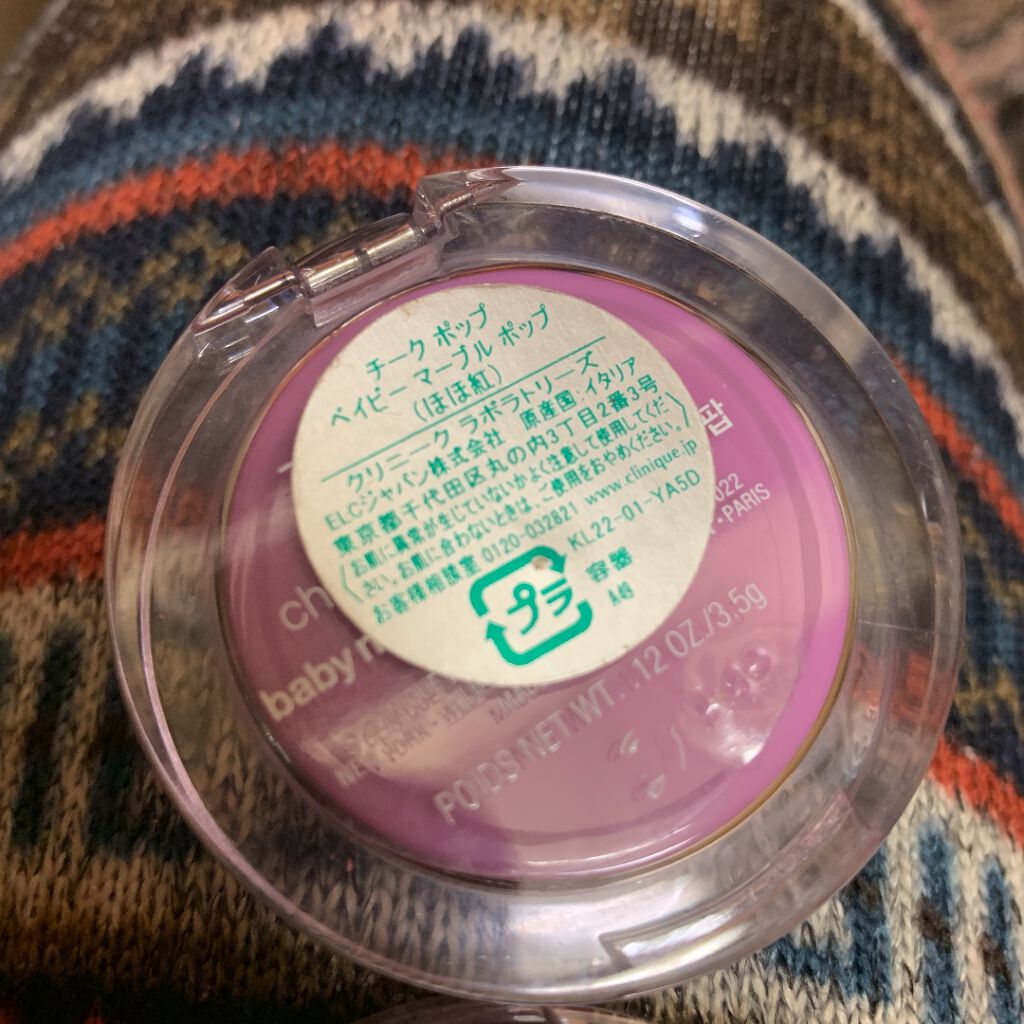 チーク ポップ
ベイビー マーブル ポップ
(ほほ紅)
クリニーク ラボラトリーズ
ELCジャパン株式会社 原産国:イタリア
東京都千代田区丸の内3丁目2番3号
〈お肌に異常が生じていないかよく注意して使用してくだ
さい。お肌に合わないときは、ご使用をおやめください。〉
お客様相談室 0120-032821 www.clinique.jp
KL22-01-YA5D
プラ
容器
A49
팝
022
PARIS
ch
baby m
POIDS NET WT. .12 OZ./3.5g